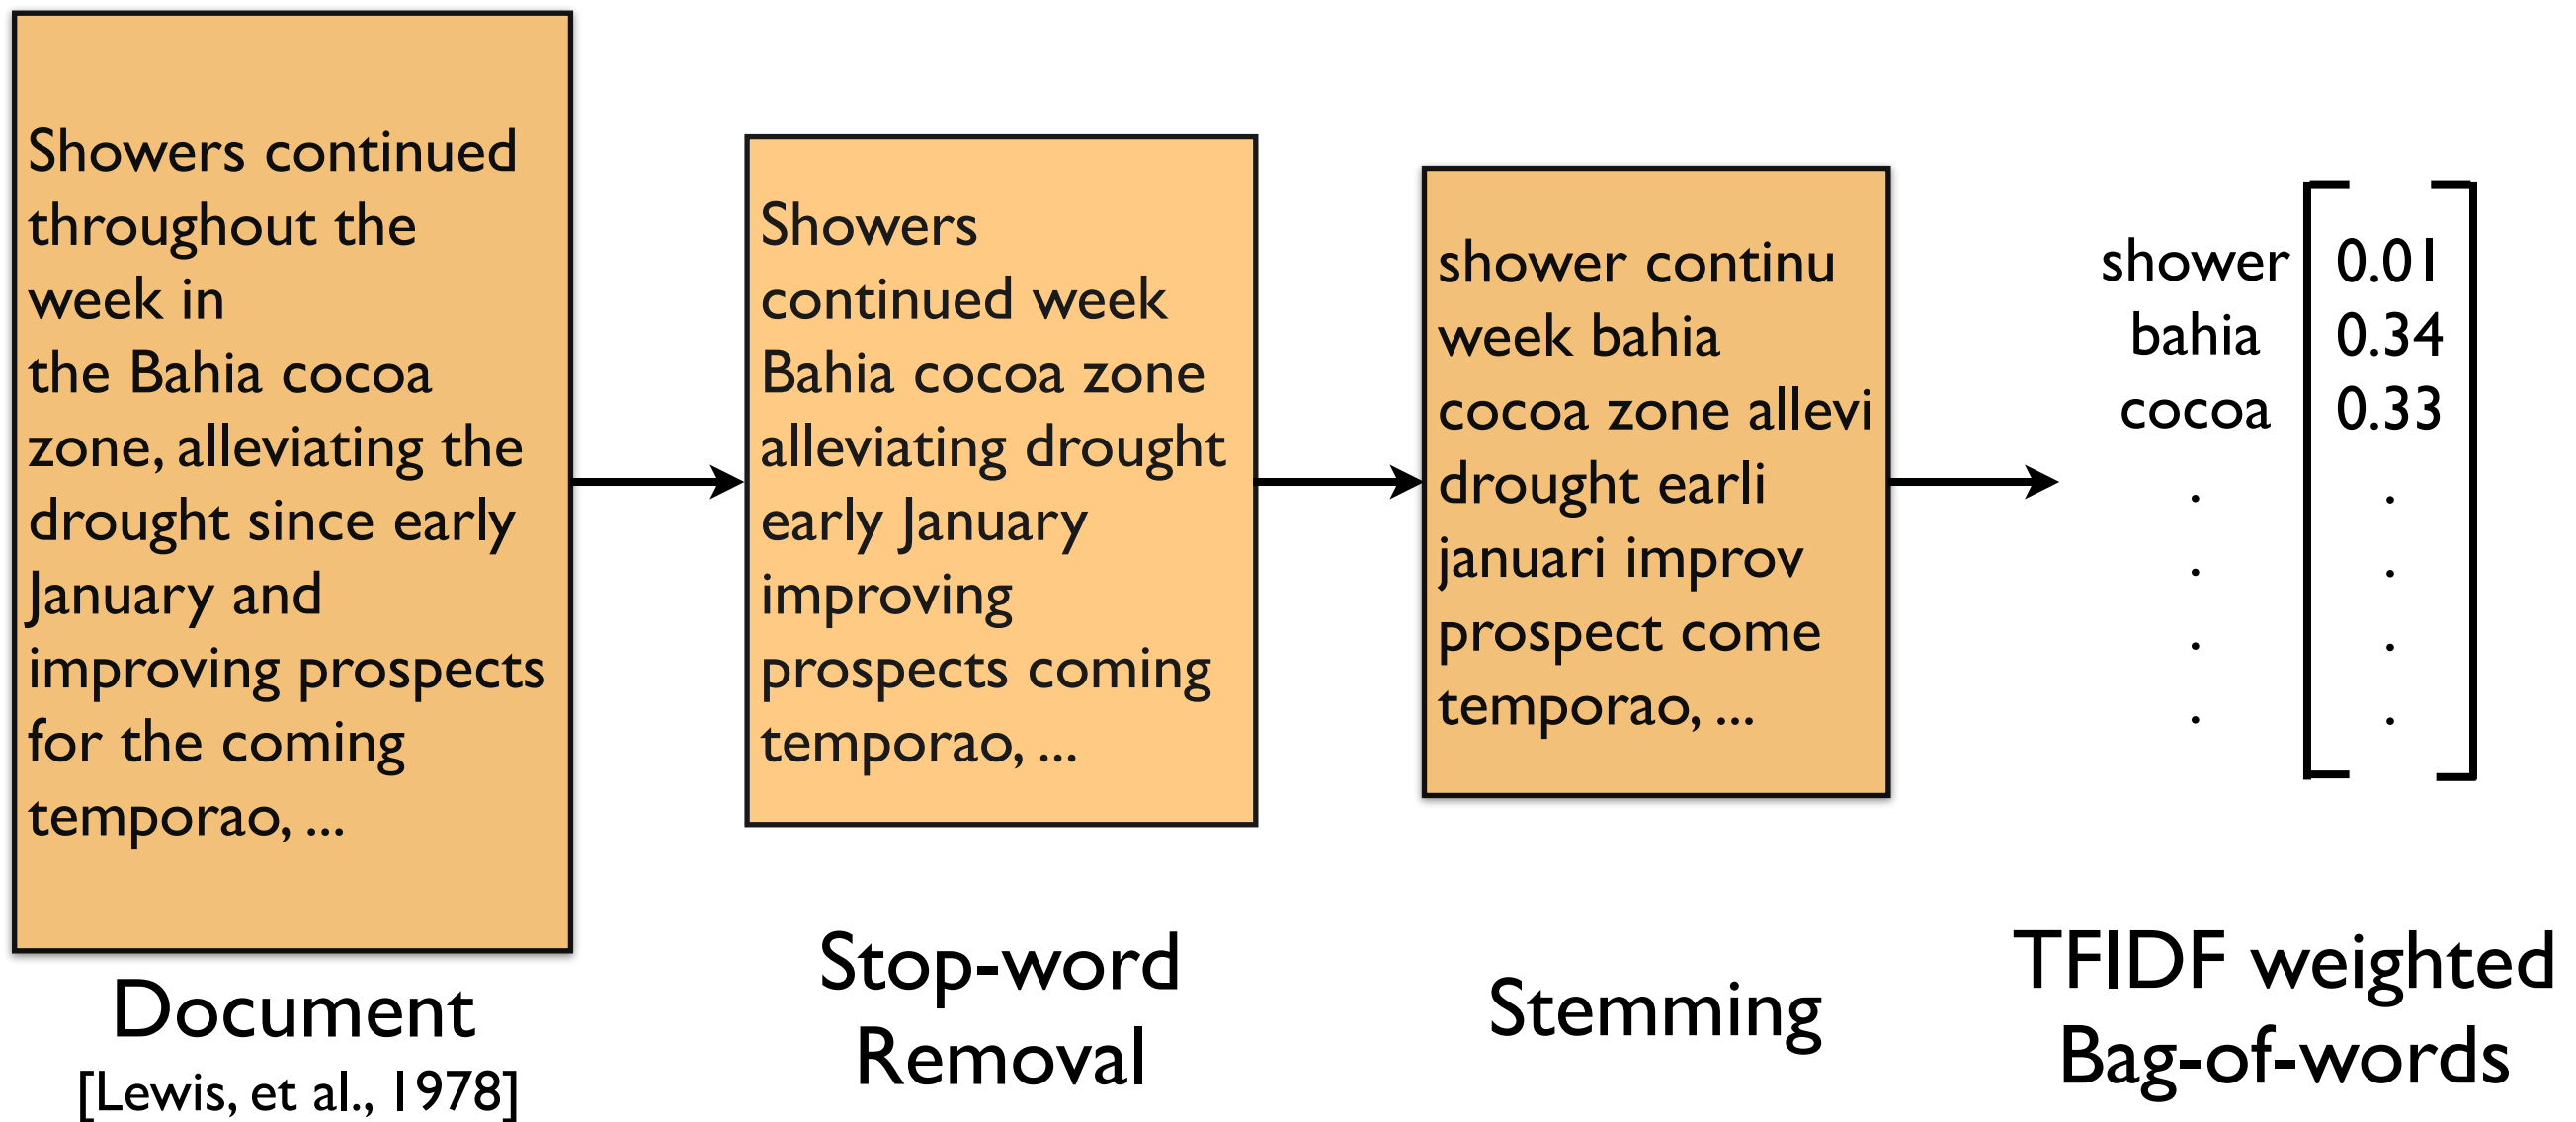 Showers continued
throughout the
week in
the Bahia cocoa
zone, alleviating the
drought since early
January and
improving prospects
for the coming
temporao, ...
Document
[Lewis, et al., 1978]
Showers
continued week
Bahia cocoa zone
alleviating drought
early January
improving
prospects coming
temporao, ...
Stop-word
Removal
shower continu
week bahia
cocoa zone allevi
drought earli
januari improv
prospect come
temporao, ...
Stemming
shower 0.01
bahia 0.34
cocoa 0.33
. .
. .
. .
. .
TFIDF weighted
Bag-of-words